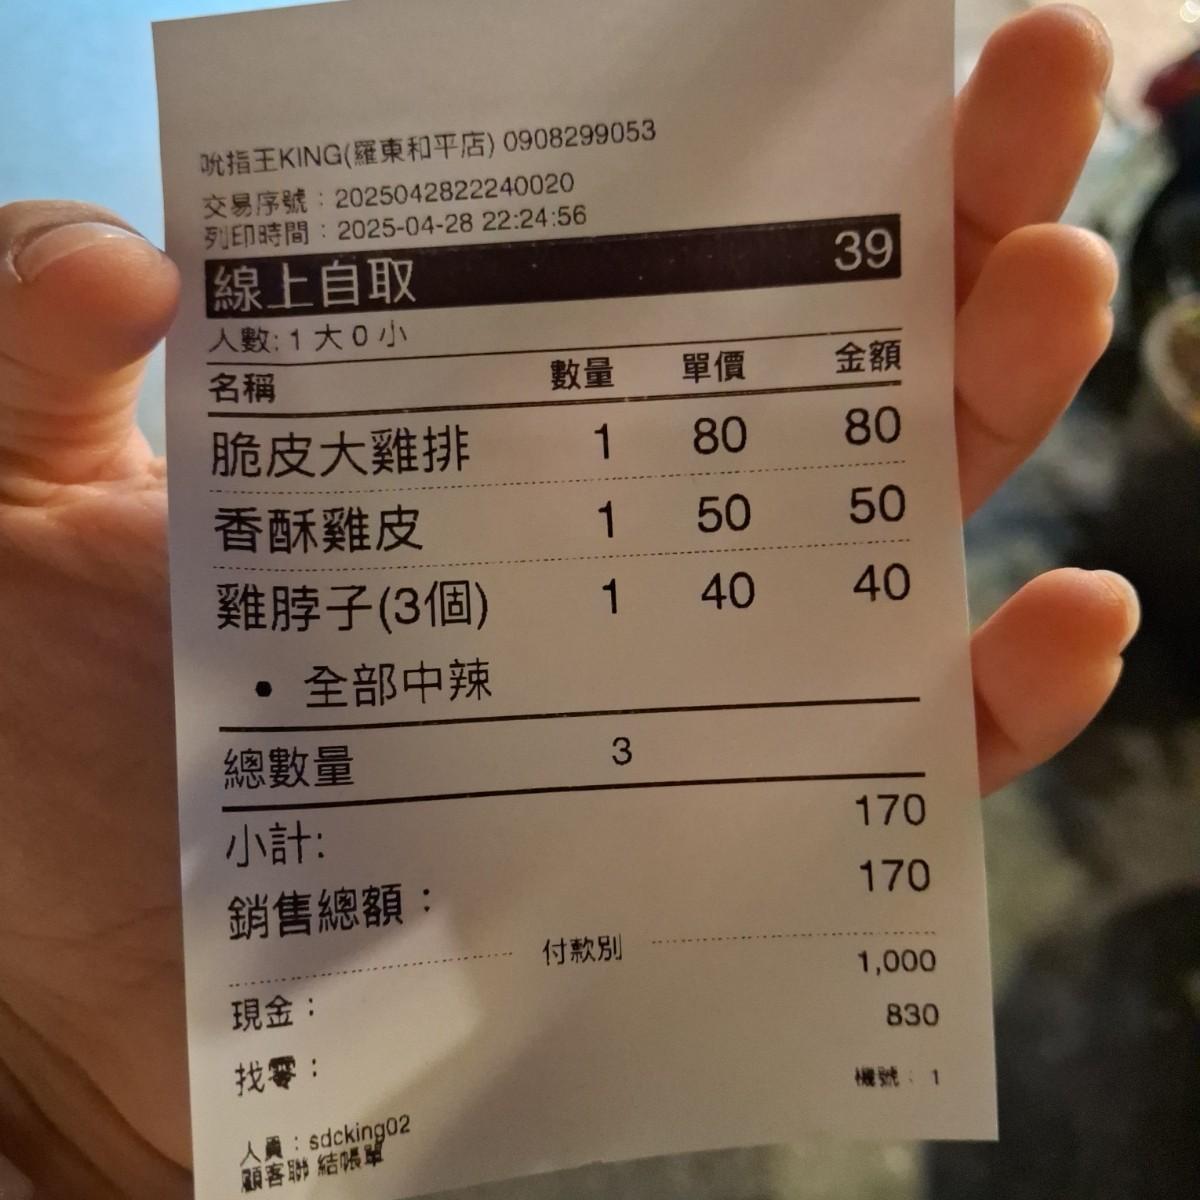 吮指王KING(羅東和平店) 0908299053
交易序號：2025042822240020
列印時間：2025-04-28 22:24:56
線上自取 39
人數: 1 大 0 小
名稱 數量 單價 金額
脆皮大雞排 1 80 80
香酥雞皮 1 50 50
雞脖子(3個) 1 40 40
• 全部中辣
總數量 3
小計: 170
銷售總額： 170
付款別
現金： 1,000
找零： 830
機號： 1
人員：sdcking02
顧客聯 結帳單